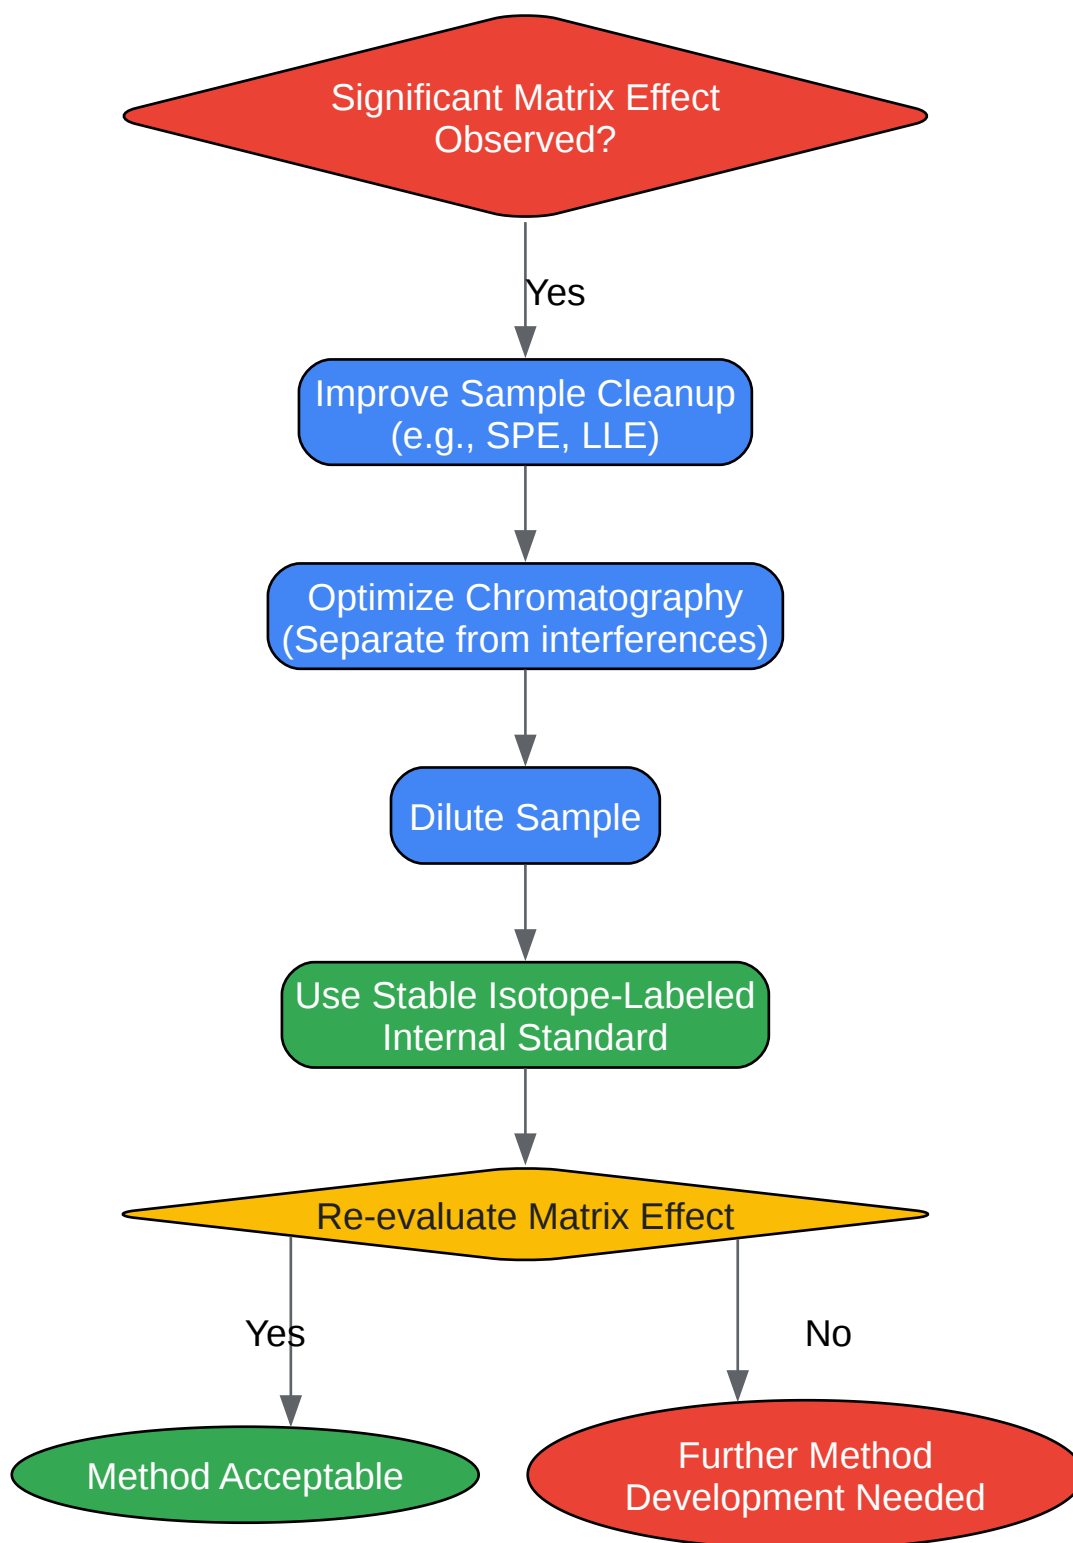 Significant Matrix Effect
Observed?
Yes
Improve Sample Cleanup
(e.g., SPE, LLE)
Optimize Chromatography
(Separate from interferences)
Dilute Sample
Use Stable Isotope-Labeled
Internal Standard
Re-evaluate Matrix Effect
Yes
No
Method Acceptable
Further Method
Development Needed